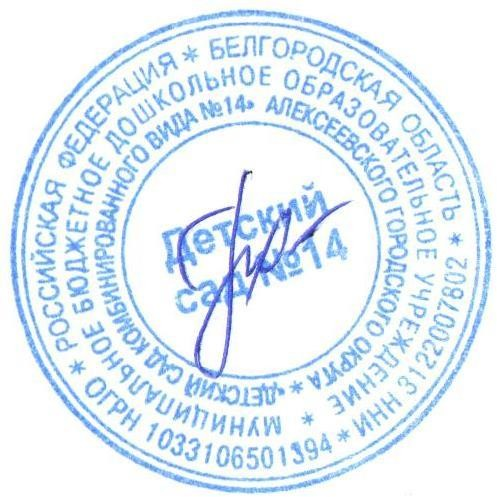 * РОССИЙСКАЯ ФЕДЕРАЦИЯ * БЕЛГОРОДСКАЯ ОБЛАСТЬ * ИНН 3122007802 * ОГРН 1033106501394
* МУНИЦИПАЛЬНОЕ БЮДЖЕТНОЕ ДОШКОЛЬНОЕ ОБРАЗОВАТЕЛЬНОЕ УЧРЕЖДЕНИЕ
* «ДЕТСКИЙ САД КОМБИНИРОВАННОГО ВИДА №14» АЛЕКСЕЕВСКОГО ГОРОДСКОГО ОКРУГА
Детский
сад №14